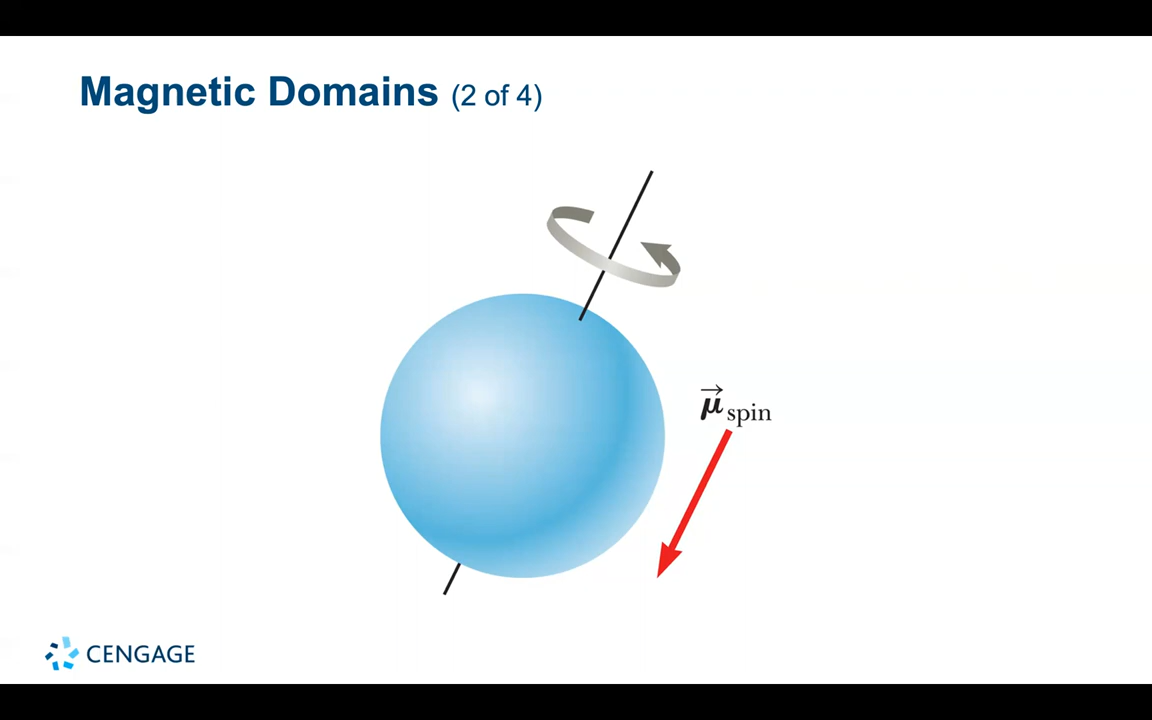 Magnetic Domains (2 of 4)
μ⃗ spin
CENGAGE